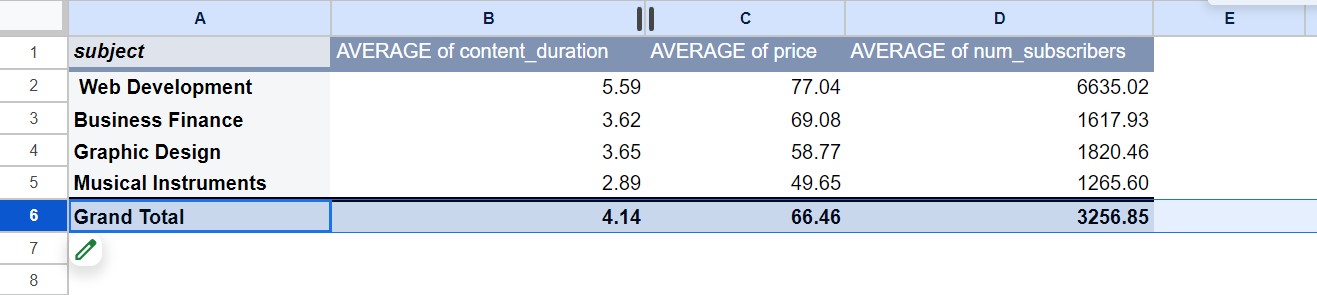 A B C D E
1 subject AVERAGE of content_duration AVERAGE of price AVERAGE of num_subscribers
2 Web Development 5.59 77.04 6635.02
3 Business Finance 3.62 69.08 1617.93
4 Graphic Design 3.65 58.77 1820.46
5 Musical Instruments 2.89 49.65 1265.60
6 Grand Total 4.14 66.46 3256.85
7
8